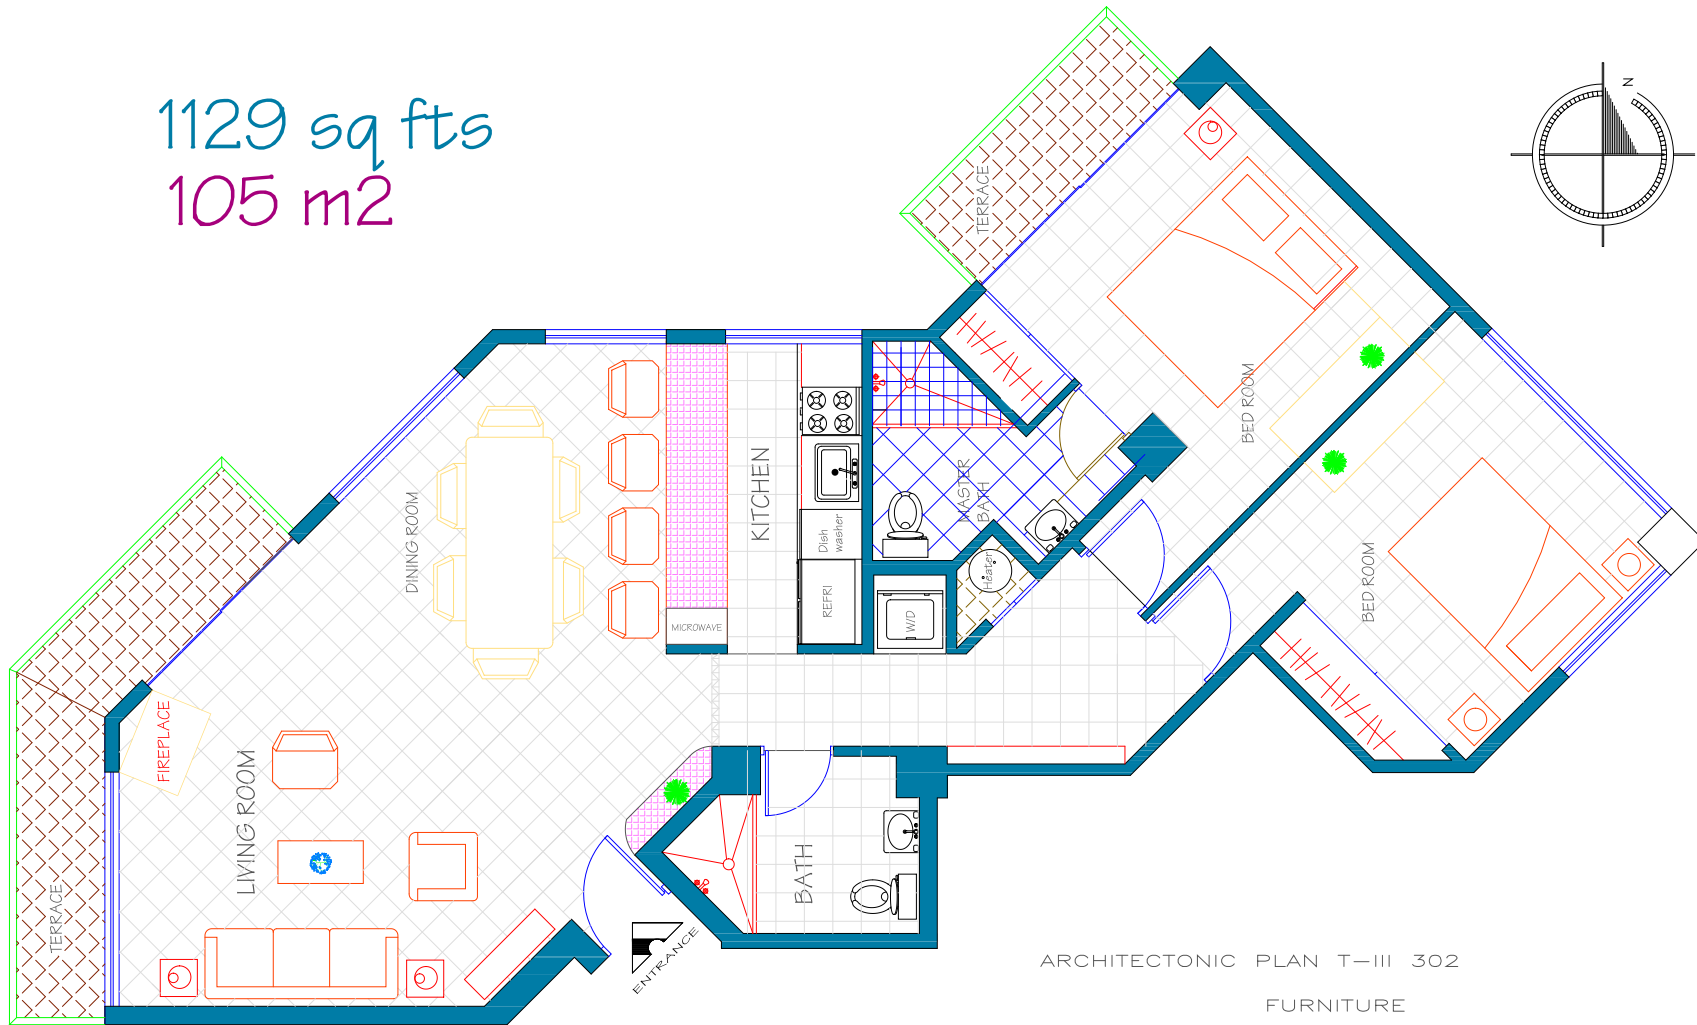 1129 sq fts
105 m2
N
TERRACE
BED ROOM
KITCHEN
DINING ROOM
MASTER
BATH
Dish
washer
Heater
REFRI
W/D
MICROWAVE
BED ROOM
FIREPLACE
LIVING ROOM
BATH
TERRACE
ENTRANCE
ARCHITECTONIC PLAN T-III 302
FURNITURE